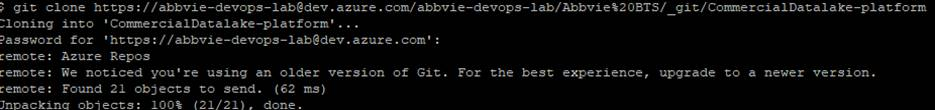 $ git clone https://abbvie-devops-lab@dev.azure.com/abbvie-devops-lab/Abbvie%20BTS/_git/CommercialDatalake-platform
Cloning into 'CommercialDatalake-platform'...
Password for 'https://abbvie-devops-lab@dev.azure.com':
remote: Azure Repos
remote: We noticed you're using an older version of Git. For the best experience, upgrade to a newer version.
remote: Found 21 objects to send. (62 ms)
Unpacking objects: 100% (21/21), done.